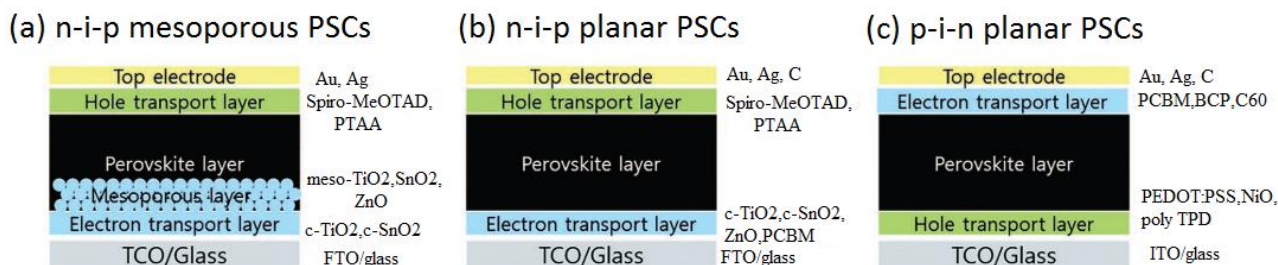 (a) n-i-p mesoporous PSCs
Top electrode
Au, Ag
Hole transport layer
Spiro-MeOTAD,
PTAA
Perovskite layer
Mesoporous layer
meso-TiO2,SnO2,
ZnO
Electron transport layer
c-TiO2,c-SnO2
TCO/Glass
FTO/glass
(b) n-i-p planar PSCs
Top electrode
Au, Ag, C
Hole transport layer
Spiro-MeOTAD,
PTAA
Perovskite layer
Electron transport layer
c-TiO2,c-SnO2,
ZnO,PCBM
TCO/Glass
FTO/glass
(c) p-i-n planar PSCs
Top electrode
Au, Ag, C
Electron transport layer
PCBM,BCP,C60
Perovskite layer
Hole transport layer
PEDOT:PSS,NiO,
poly TPD
TCO/Glass
ITO/glass